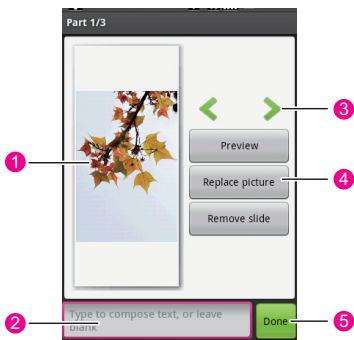 Part 1/3
1
3
Preview
Replace picture
4
Remove slide
2
Type to compose text, or leave
blank
Done
5